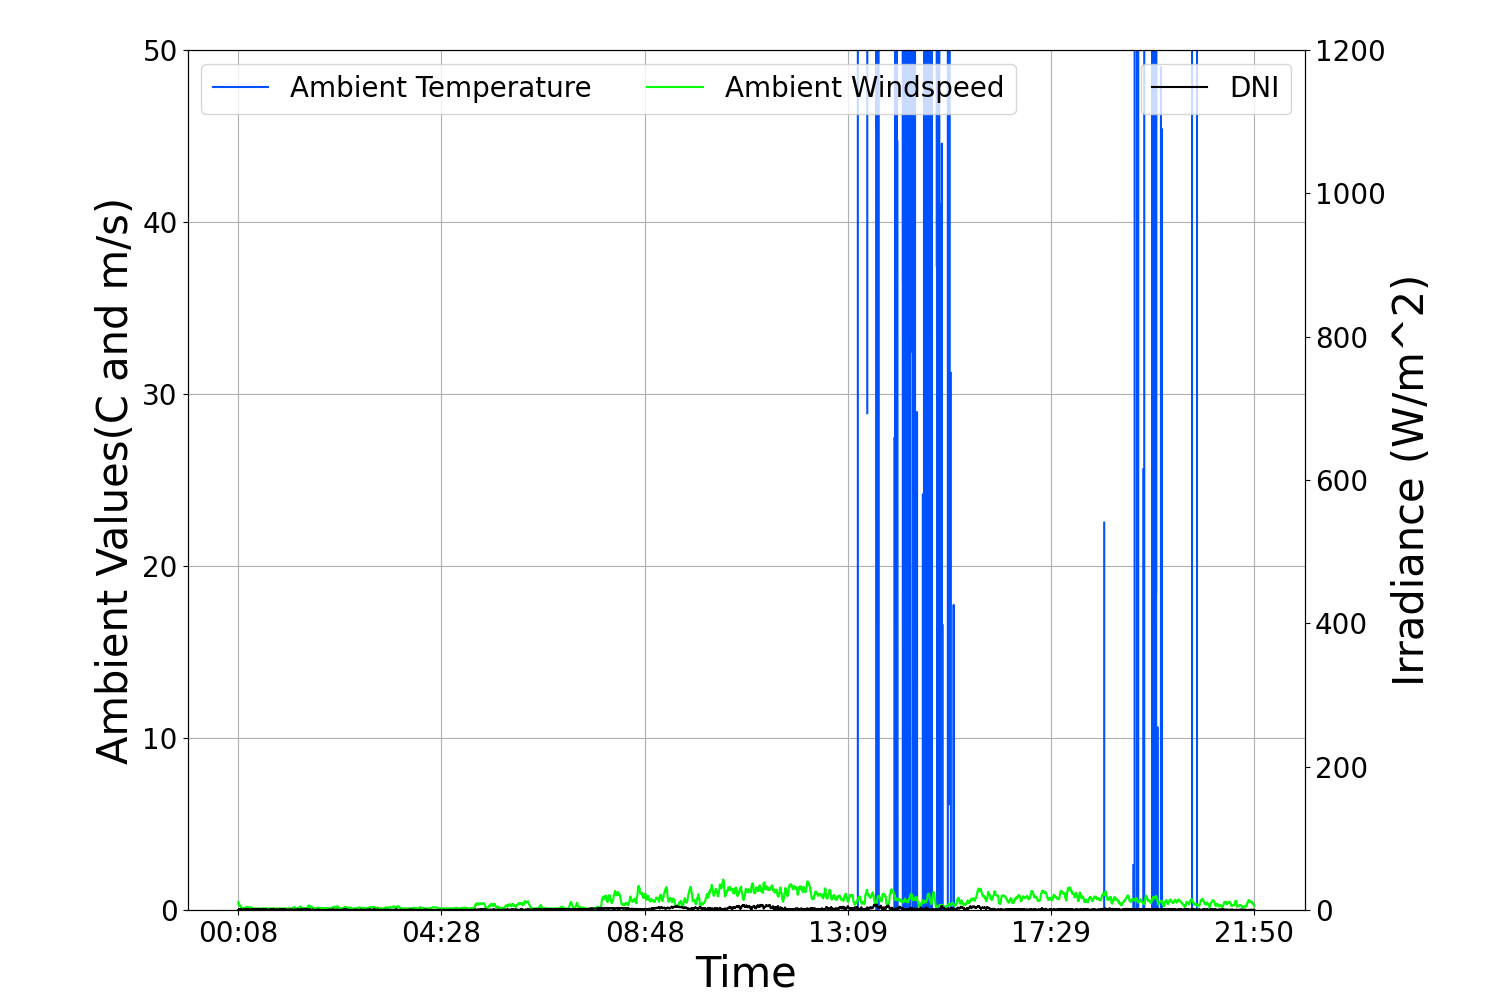 Ambient Temperature Ambient Windspeed DNI
Ambient Values(C and m/s)
50
40
30
20
10
0
1200
1000
800
600
400
200
0
Irradiance (W/m^2)
00:08 04:28 08:48 13:09 17:29 21:50
Time